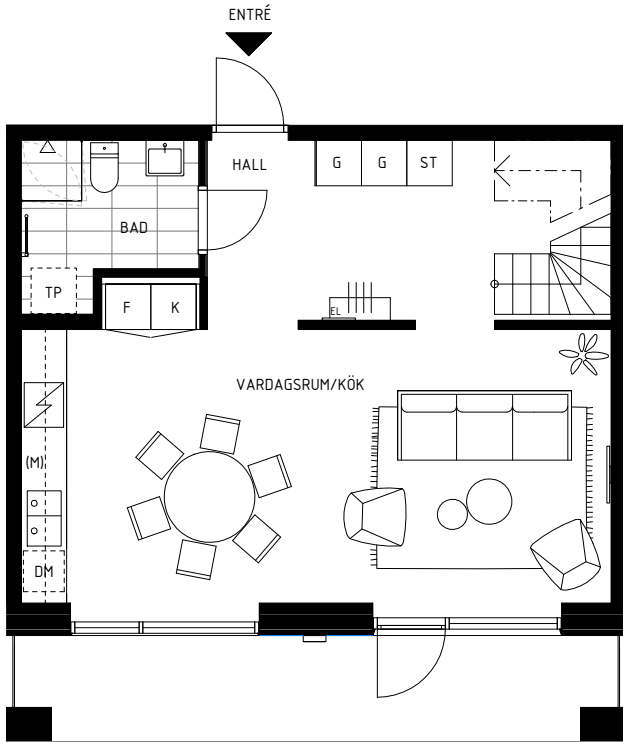 ENTRÉ
HALL
G G ST
BAD
TP
F K
EL
VARDAGSRUM/KÖK
(M)
DM